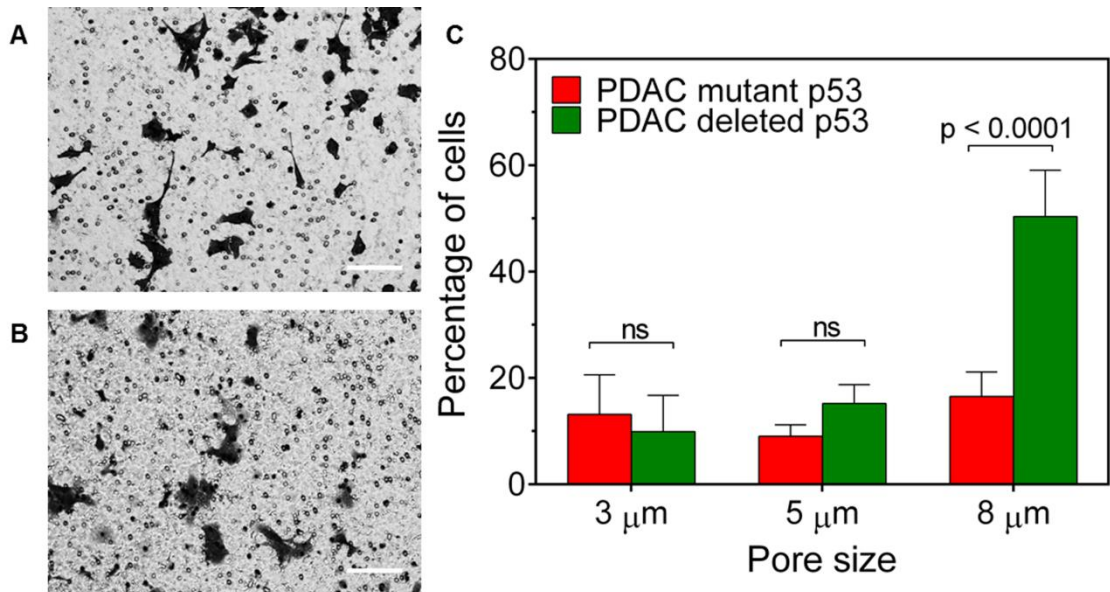 A
B
C
Percentage of cells
80
60
40
20
0
PDAC mutant p53
PDAC deleted p53
p < 0.0001
ns
ns
3 μm
5 μm
8 μm
Pore size